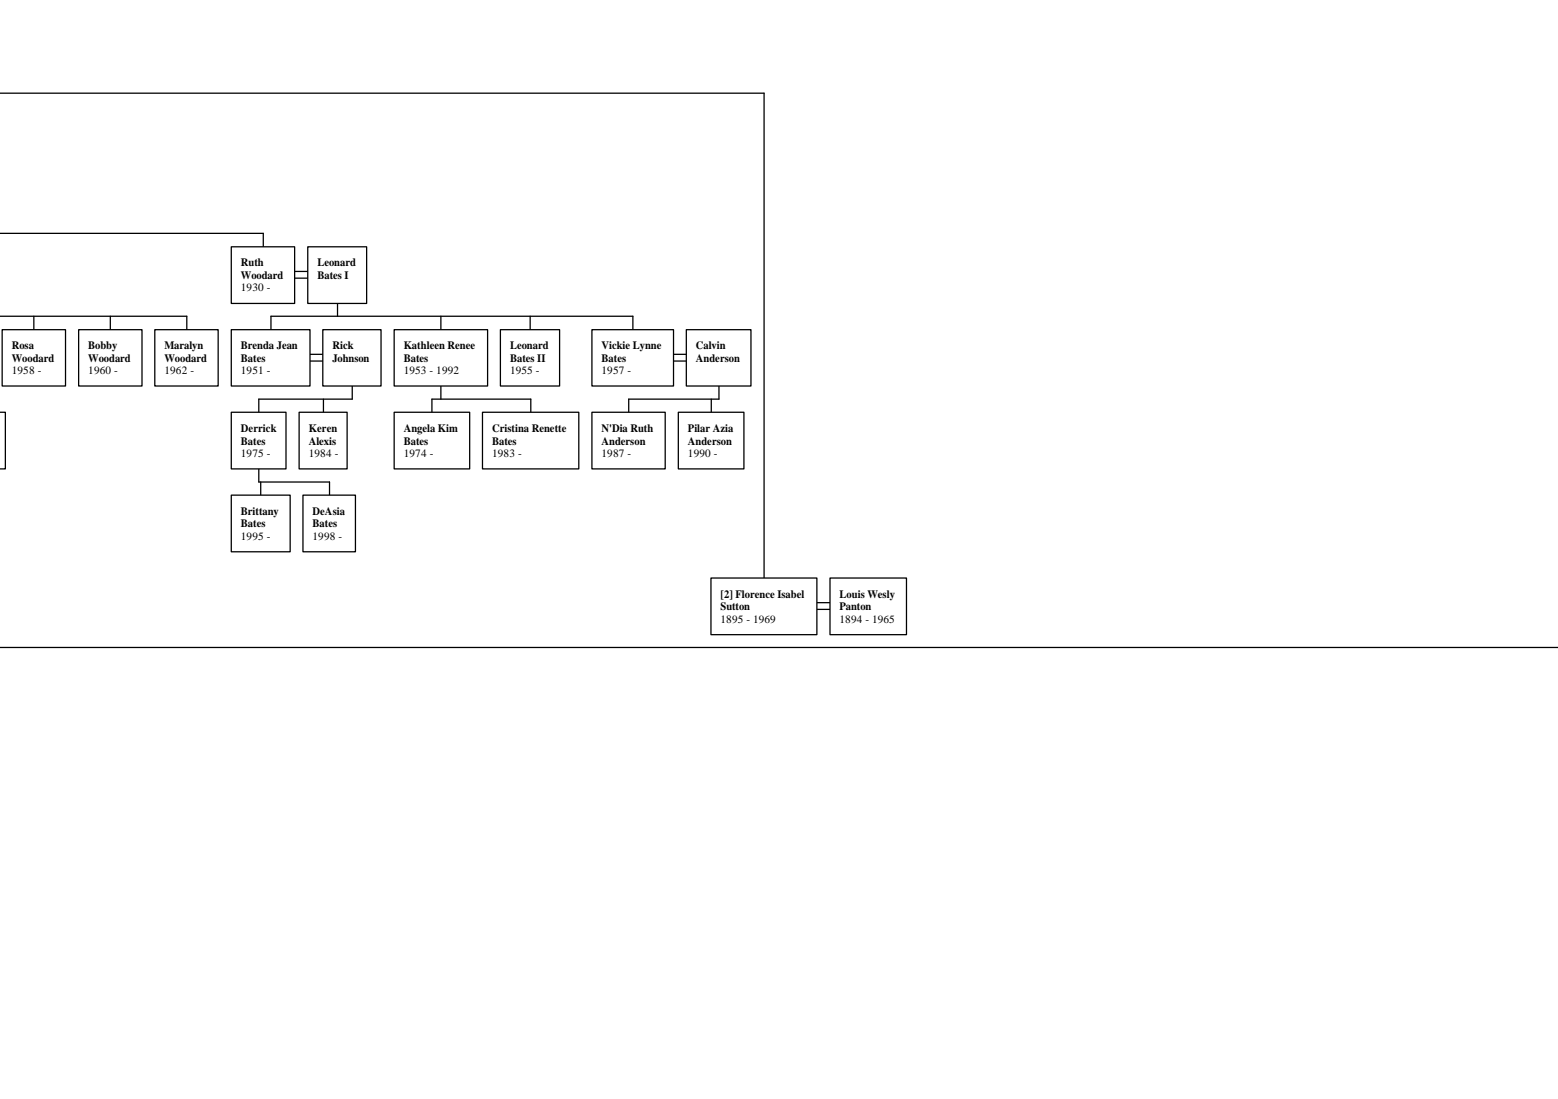 Ruth
Woodard
1930 -
Leonard
Bates I
Rosa
Woodard
1958 -
Bobby
Woodard
1960 -
Maralyn
Woodard
1962 -
Brenda Jean
Bates
1951 -
Rick
Johnson
Kathleen Renee
Bates
1953 - 1992
Leonard
Bates II
1955 -
Vickie Lynne
Bates
1957 -
Calvin
Anderson
Derrick
Bates
1975 -
Keren
Alexis
1984 -
Angela Kim
Bates
1974 -
Cristina Renette
Bates
1983 -
N'Dia Ruth
Anderson
1987 -
Pilar Azia
Anderson
1990 -
Brittany
Bates
1995 -
DeAsia
Bates
1998 -
[2] Florence Isabel
Sutton
1895 - 1969
Louis Wesly
Panton
1894 - 1965